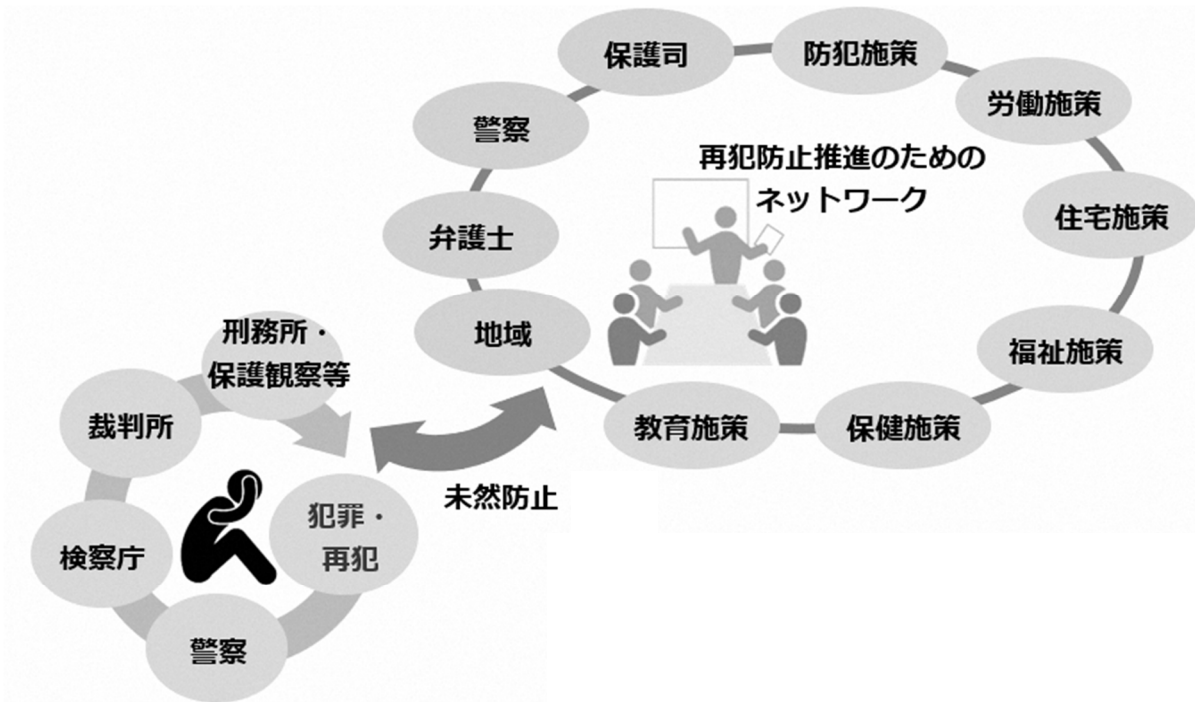 保護司
防犯施策
労働施策
警察
再犯防止推進のための
ネットワーク
住宅施策
弁護士
地域
福祉施策
教育施策
保健施策
未然防止
刑務所・
保護観察等
裁判所
検察庁
警察
犯罪・
再犯